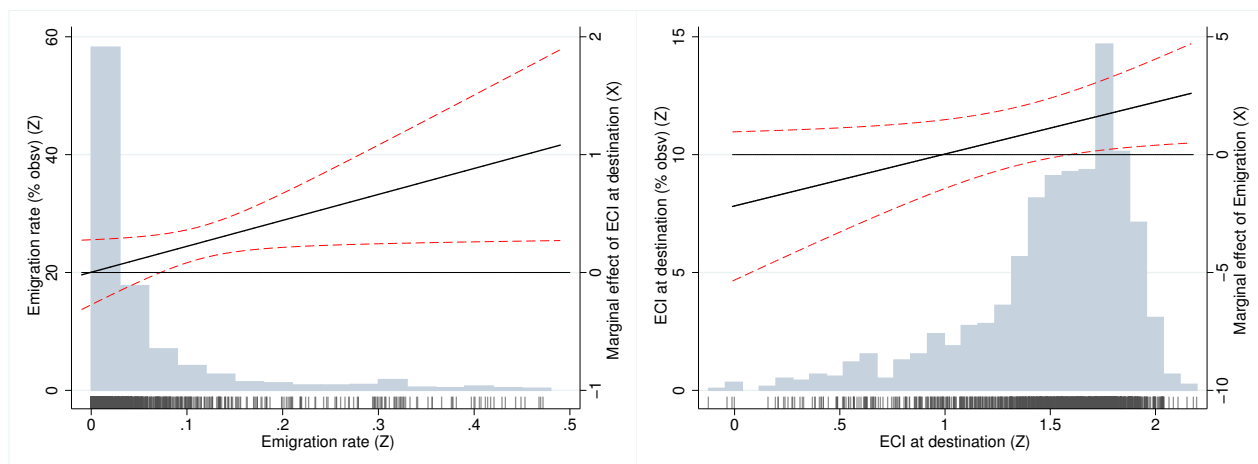 60
40
20
0
Emigration rate (% obsv) (Z)
2
1
0
−1
Marginal effect of ECI at destination (X)
0 .1 .2 .3 .4 .5
Emigration rate (Z)
15
10
5
0
ECI at destination (% obsv) (Z)
5
0
−5
−10
Marginal effect of Emigration (X)
0 .5 1 1.5 2
ECI at destination (Z)